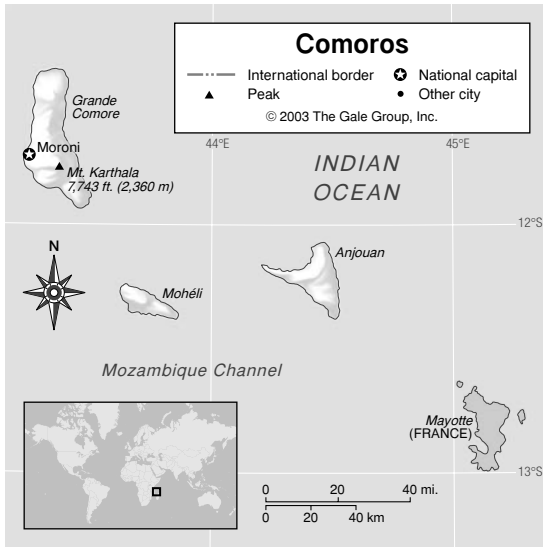 Comoros
International border
National capital
Peak
Other city
© 2003 The Gale Group, Inc.
Grande
Comore
Moroni
Mt. Karthala
7,743 ft. (2,360 m)
44°E
45°E
INDIAN
OCEAN
12°S
N
Anjouan
Mohéli
Mozambique Channel
Mayotte
(FRANCE)
13°S
0 20 40 mi.
0 20 40 km